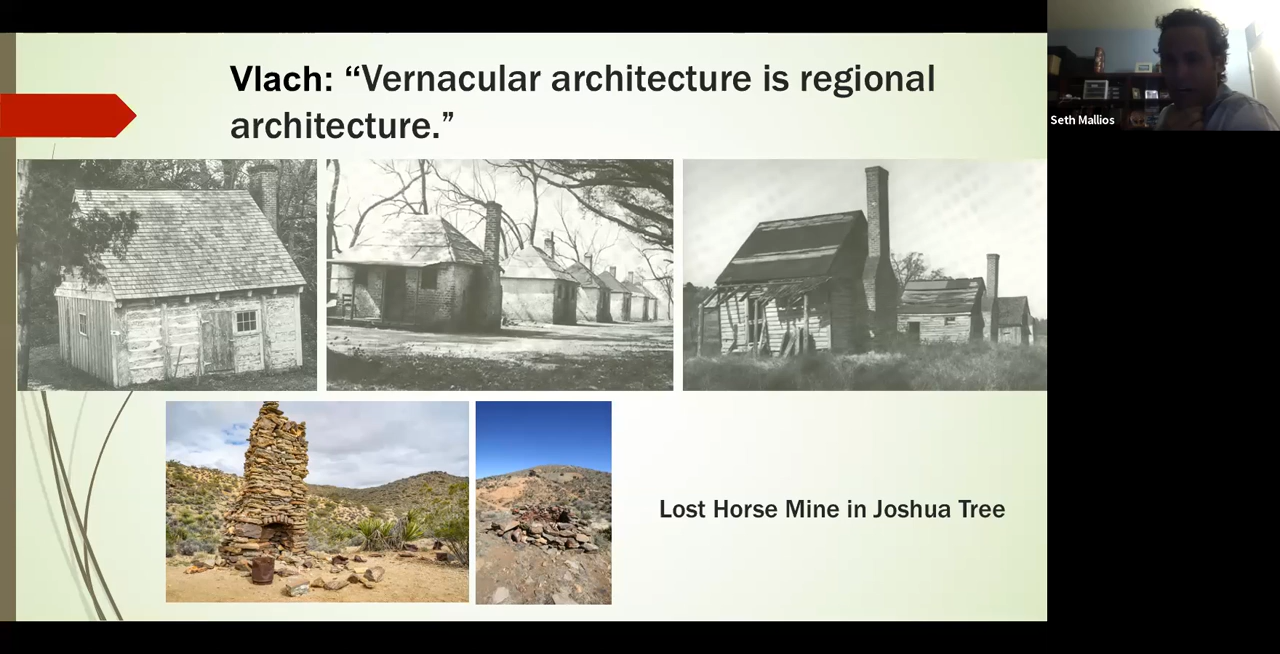 Vlach: “Vernacular architecture is regional
architecture.”
Seth Mallios
Lost Horse Mine in Joshua Tree